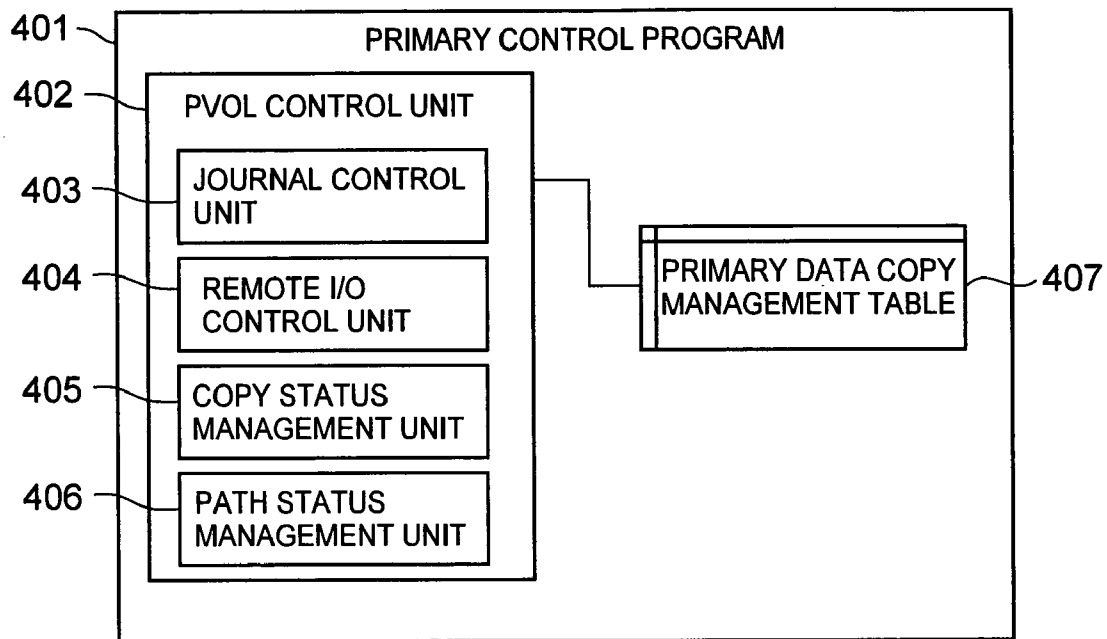 401
PRIMARY CONTROL PROGRAM
402
PVOL CONTROL UNIT
403
JOURNAL CONTROL
UNIT
404
REMOTE I/O
CONTROL UNIT
405
COPY STATUS
MANAGEMENT UNIT
406
PATH STATUS
MANAGEMENT UNIT
PRIMARY DATA COPY
MANAGEMENT TABLE
407